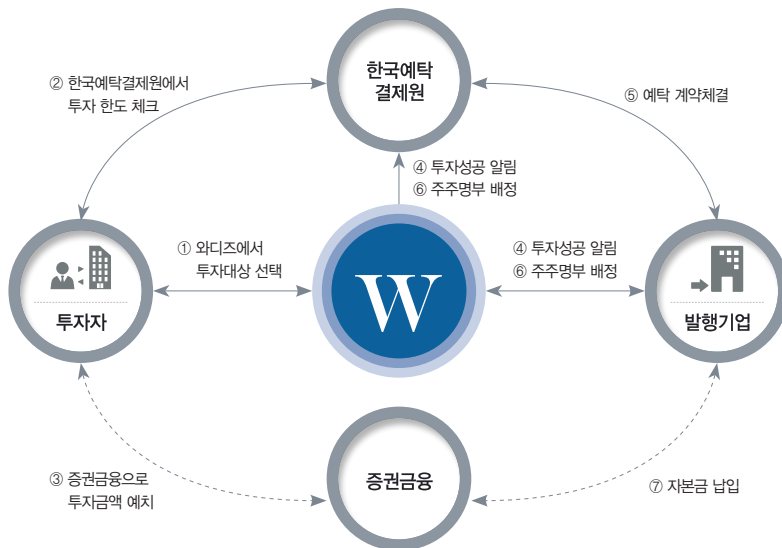 한국예탁
결제원
② 한국예탁결제원에서
투자 한도 체크
⑤ 예탁 계약체결
④ 투자성공 알림
⑥ 주주명부 배정
① 와디즈에서
투자대상 선택
④ 투자성공 알림
⑥ 주주명부 배정
투자자
W
발행기업
③ 증권금융으로
투자금액 예치
증권금융
⑦ 자본금 납입